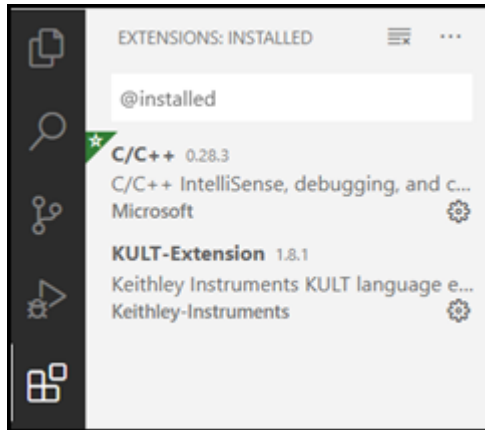 EXTENSIONS: INSTALLED
@installed
C/C++ 0.28.3
C/C++ IntelliSense, debugging, and c...
Microsoft
KULT-Extension 1.8.1
Keithley Instruments KULT language e...
Keithley-Instruments